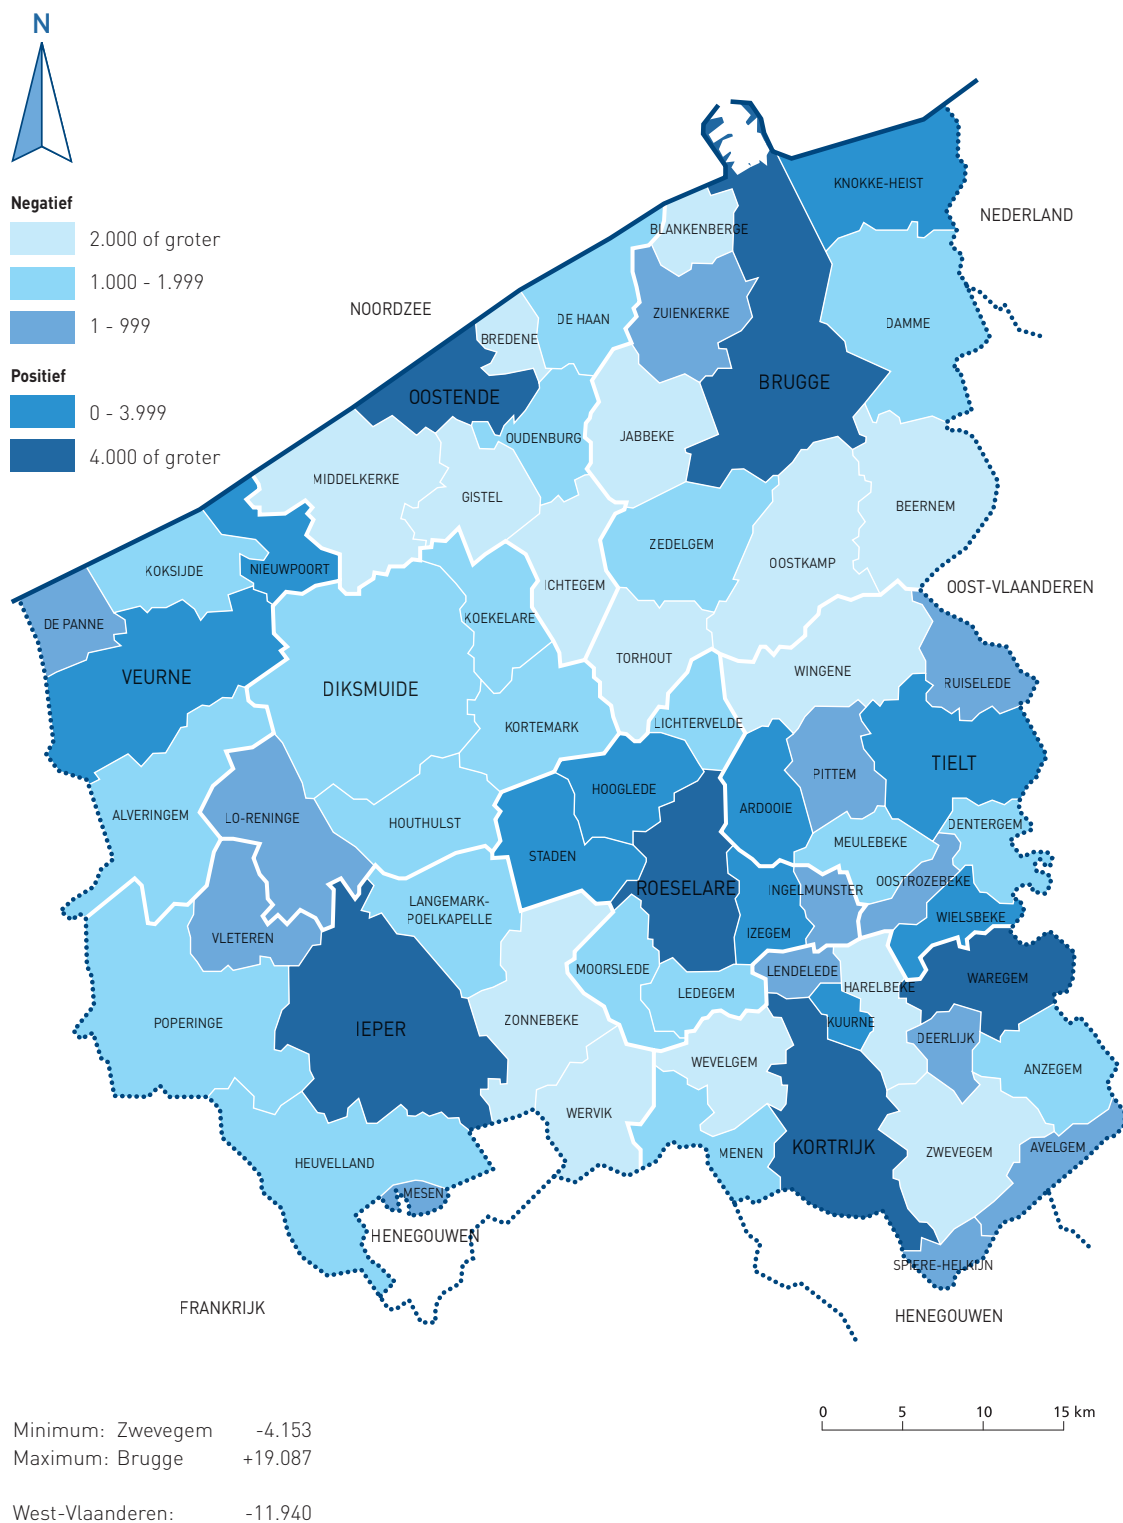 N
Negatief
2.000 of groter
1.000 - 1.999
1 - 999
Positief
0 - 3.999
4.000 of groter
KNOKKE-HEIST
NEDERLAND
BLANKENBERGE
NOORDZEE
ZUIENKERKE
DE HAAN
DAMME
BREDENE
BRUGGE
OOSTENDE
OUDENBURG
JABBEKE
MIDDELKERKE
GISTEL
BEERNEM
ZEDELGEM
OOSTKAMP
KOKSIJDE
NIEUWPOORT
ICHTEGEM
OOST-VLAANDEREN
DE PANNE
KOEKELARE
TORHOUT
WINGENE
VEURNE
DIKSMUIDE
RUISELEDE
KORTEMARK
LICHTERVELDE
TIELT
PITTEM
HOOGLEDE
ARDOOIE
ALVERINGEM
LO-RENINGE
HOUTHULST
DENTERGEM
MEULEBEKE
STADEN
ROESELARE
INGELMUNSTER
OOSTROZEBEKE
LANGEMARK-
POELKAPELLE
WIELSBEKE
VLETEREN
IZEGEM
MOORSLEDE
LENDELEDE
WAREGEM
HARELBEKE
LEDEGEM
POPERINGE
IEPER
ZONNEBEKE
KUURNE
DEERLIJK
WEVELGEM
ANZEGEM
WERVIK
HEUVELLAND
MENEN
KORTRIJK
ZWEVEGEM
AVELGEM
MESEN
HENEGOUWEN
SPIERE-HELKIJN
FRANKRIJK
HENEGOUWEN
0 5 10 15 km
Minimum: Zwevegem -4.153
Maximum: Brugge +19.087
West-Vlaanderen: -11.940